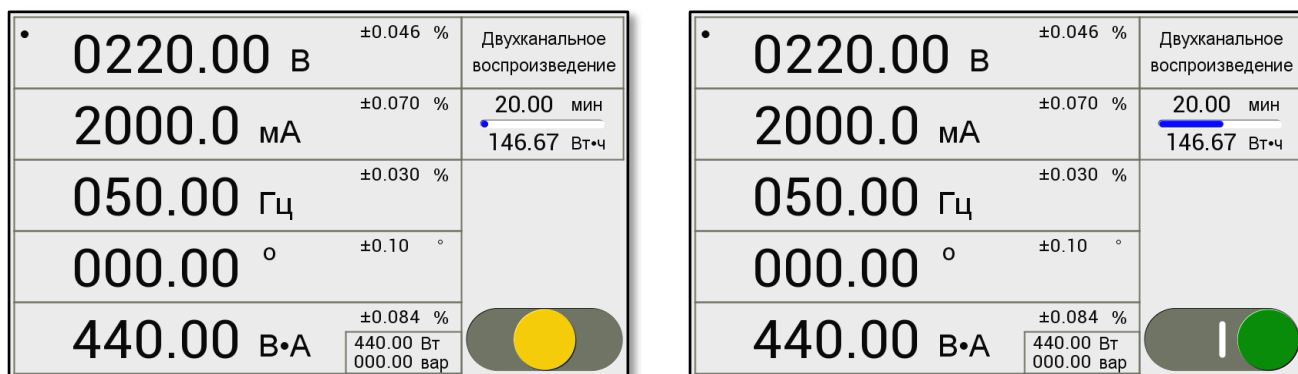 0220.00 В ±0.046 %
Двухканальное
воспроизведение
2000.0 мА ±0.070 %
20.00 мин
146.67 Вт•ч
050.00 Гц ±0.030 %
000.00 ° ±0.10 °
440.00 В•А ±0.084 %
440.00 Вт
000.00 вар
0220.00 В ±0.046 %
Двухканальное
воспроизведение
2000.0 мА ±0.070 %
20.00 мин
146.67 Вт•ч
050.00 Гц ±0.030 %
000.00 ° ±0.10 °
440.00 В•А ±0.084 %
440.00 Вт
000.00 вар